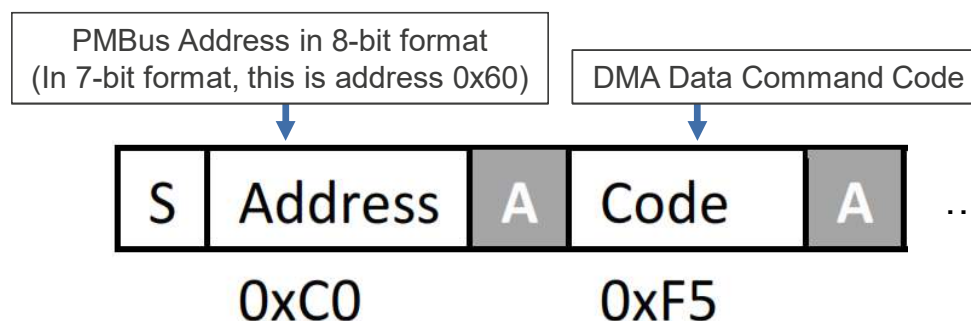 PMBus Address in 8-bit format
(In 7-bit format, this is address 0x60)
DMA Data Command Code
S Address A Code A ..
0xC0 0xF5